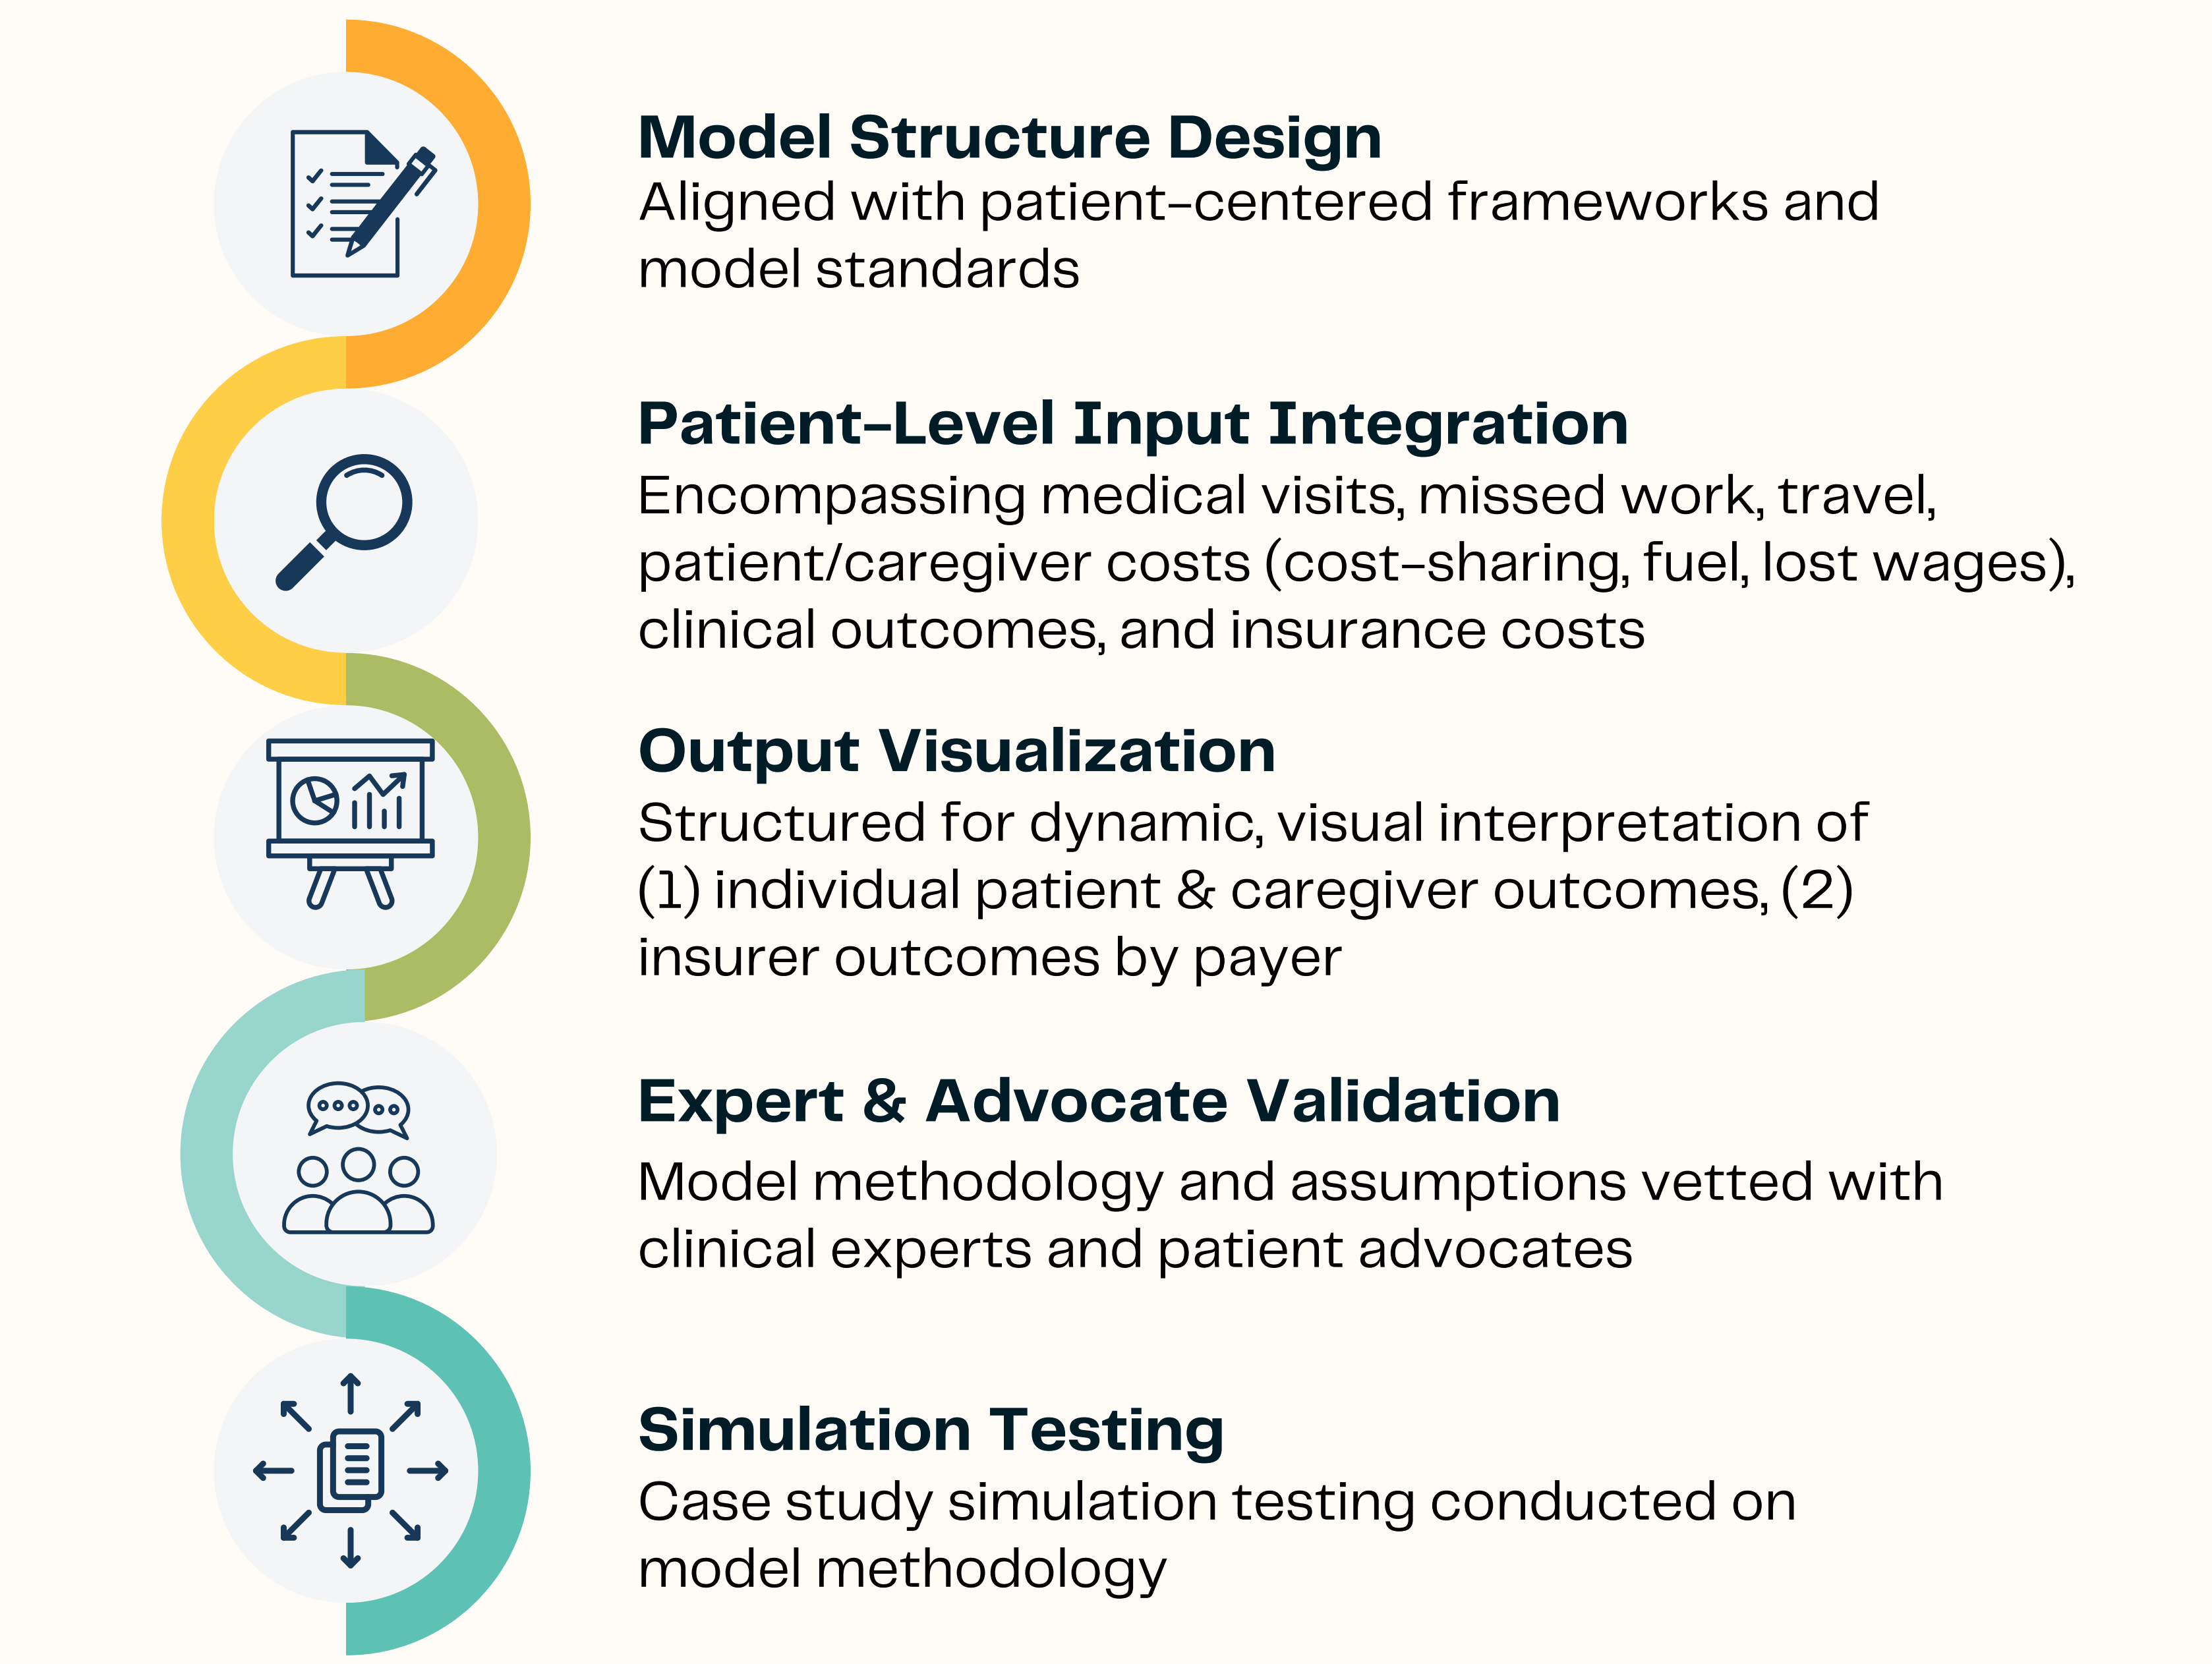 Model Structure Design
Aligned with patient-centered frameworks and
model standards
Patient-Level Input Integration
Encompassing medical visits, missed work, travel,
patient/caregiver costs (cost-sharing, fuel, lost wages),
clinical outcomes, and insurance costs
Output Visualization
Structured for dynamic, visual interpretation of
(1) individual patient & caregiver outcomes, (2)
insurer outcomes by payer
Expert & Advocate Validation
Model methodology and assumptions vetted with
clinical experts and patient advocates
Simulation Testing
Case study simulation testing conducted on
model methodology